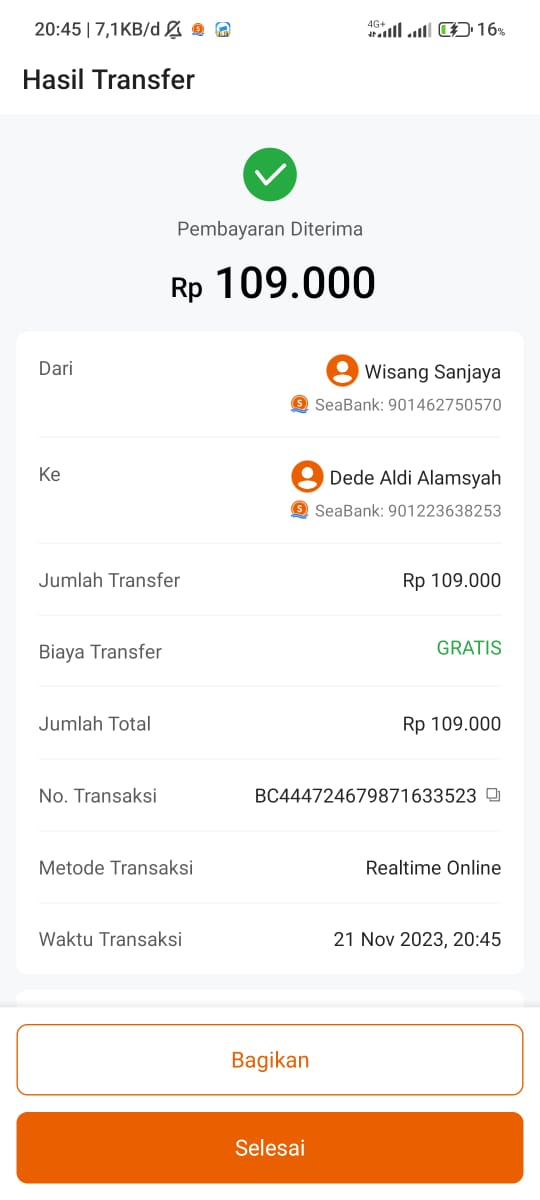 20:45 | 7,1KB/d 4G+ 16%
Hasil Transfer
Pembayaran Diterima
Rp 109.000
Dari Wisang Sanjaya
SeaBank: 901462750570
Ke Dede Aldi Alamsyah
SeaBank: 901223638253
Jumlah Transfer Rp 109.000
Biaya Transfer GRATIS
Jumlah Total Rp 109.000
No. Transaksi BC444724679871633523
Metode Transaksi Realtime Online
Waktu Transaksi 21 Nov 2023, 20:45
Bagikan
Selesai